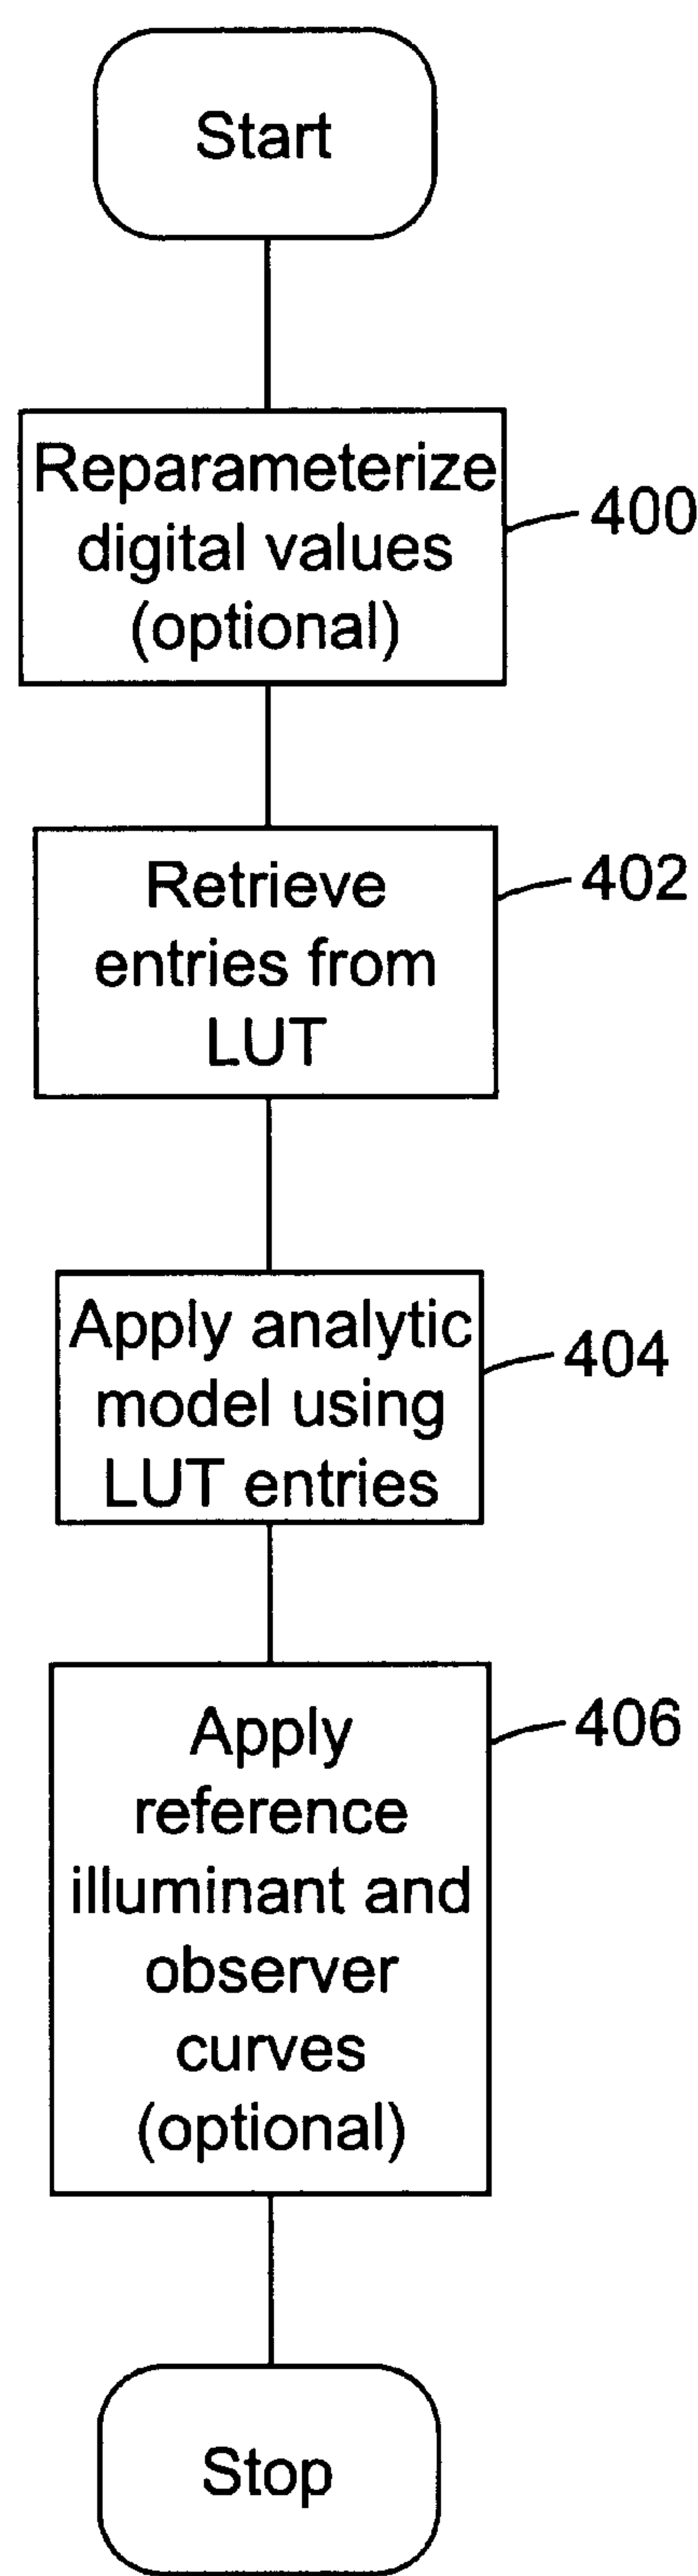 Start
Reparameterize
digital values
(optional)
400
Retrieve
entries from
LUT
402
Apply analytic
model using
LUT entries
404
Apply
reference
illuminant and
observer
curves
(optional)
406
Stop